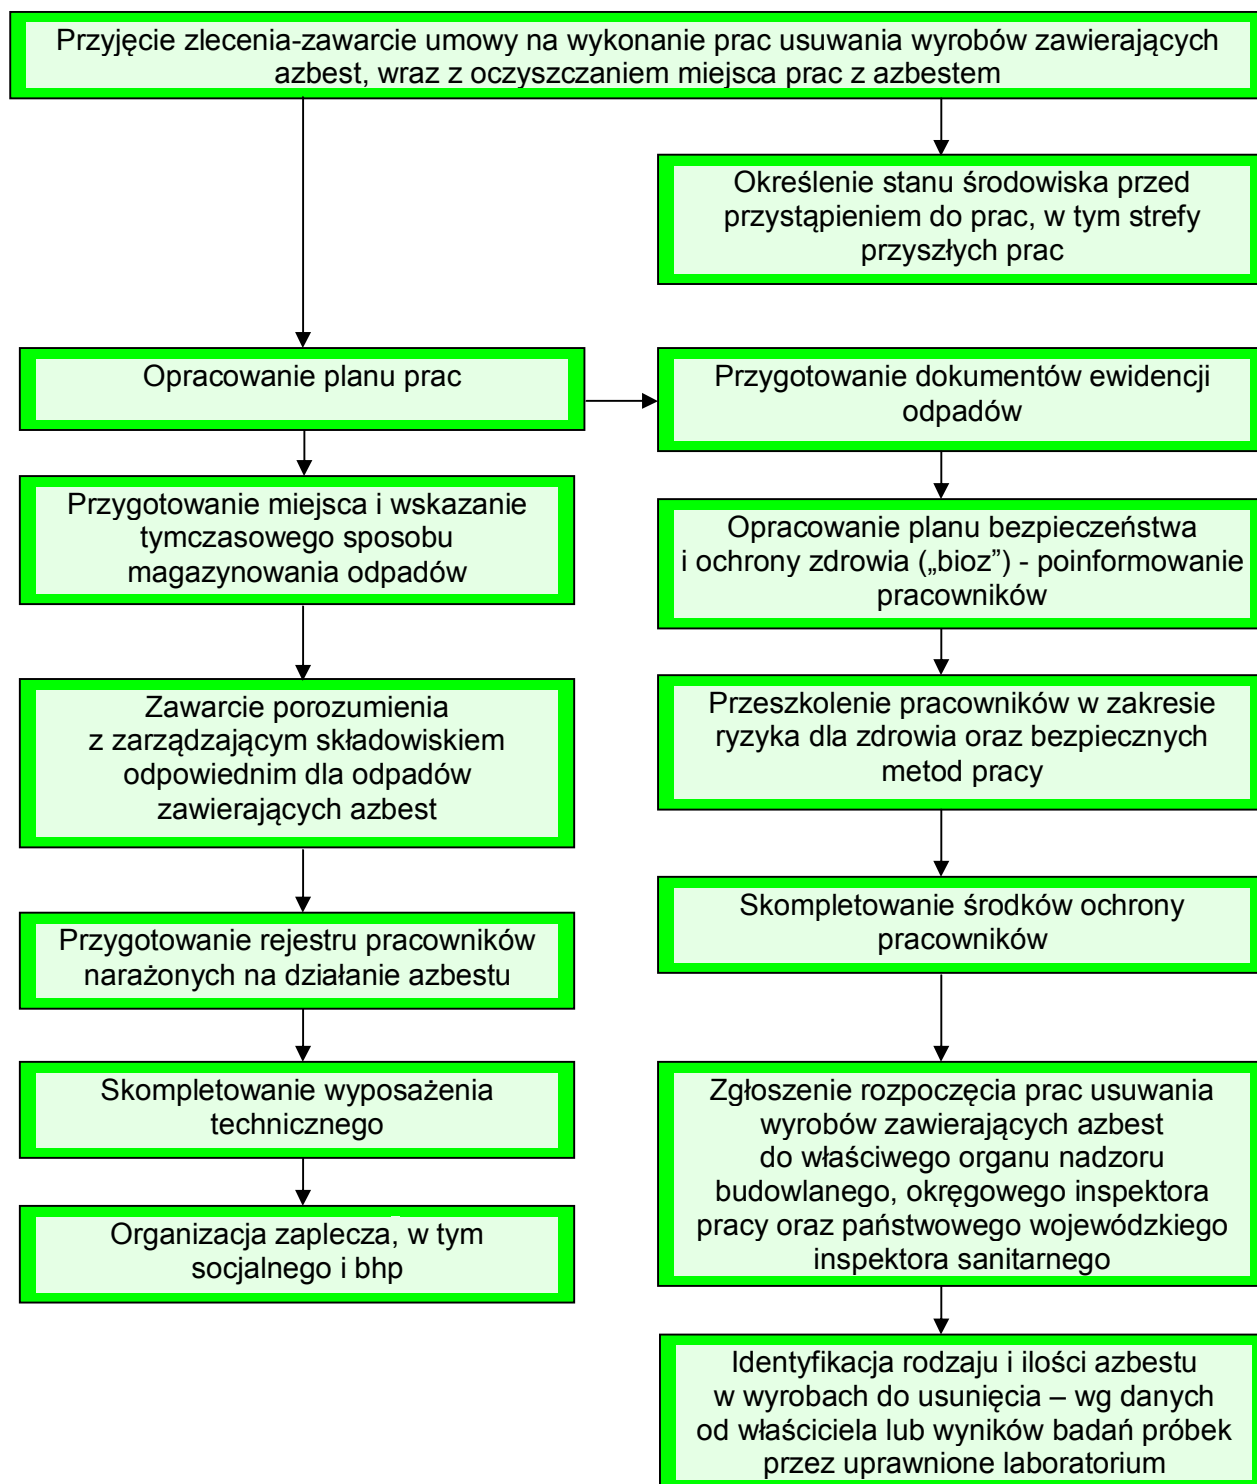 Przyjęcie zlecenia-zawarcie umowy na wykonanie prac usuwania wyrobów zawierających
azbest, wraz z oczyszczaniem miejsca prac z azbestem
Określenie stanu środowiska przed
przystąpieniem do prac, w tym strefy
przyszłych prac
Opracowanie planu prac
Przygotowanie dokumentów ewidencji
odpadów
Przygotowanie miejsca i wskazanie
tymczasowego sposobu
magazynowania odpadów
Opracowanie planu bezpieczeństwa
i ochrony zdrowia („bioz”) - poinformowanie
pracowników
Zawarcie porozumienia
z zarządzającym składowiskiem
odpowiednim dla odpadów
zawierających azbest
Przeszkolenie pracowników w zakresie
ryzyka dla zdrowia oraz bezpiecznych
metod pracy
Przygotowanie rejestru pracowników
narażonych na działanie azbestu
Skompletowanie środków ochrony
pracowników
Skompletowanie wyposażenia
technicznego
Zgłoszenie rozpoczęcia prac usuwania
wyrobów zawierających azbest
do właściwego organu nadzoru
budowlanego, okręgowego inspektora
pracy oraz państwowego wojewódzkiego
inspektora sanitarnego
Organizacja zaplecza, w tym
socjalnego i bhp
Identyfikacja rodzaju i ilości azbestu
w wyrobach do usunięcia – wg danych
od właściciela lub wyników badań próbek
przez uprawnione laboratorium